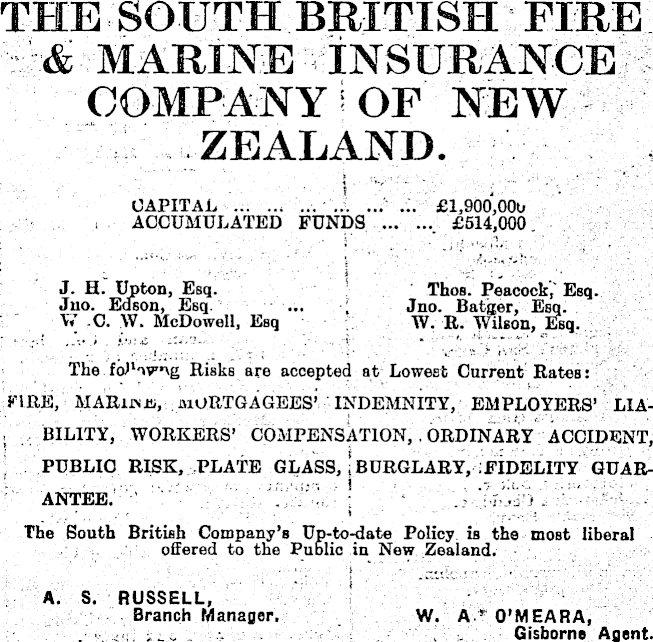 THE SOUTH BRITISH FIRE
& MARINE INSURANCE
COMPANY OF NEW
ZEALAND.
CAPITAL ... ... ... ... ... ... £1,900,000
ACCUMULATED FUNDS ... ... £514,000
J. H. Upton, Esq. Thos. Peacock, Esq.
Jno. Edson, Esq. ... Jno. Batger, Esq.
W. C. W. McDowell, Esq W. R. Wilson, Esq.
The following Risks are accepted at Lowest Current Rates:
FIRE, MARINE, MORTGAGEES' INDEMNITY, EMPLOYERS' LIA-
BILITY, WORKERS' COMPENSATION, ORDINARY ACCIDENT,
PUBLIC RISK, PLATE GLASS, BURGLARY, FIDELITY GUAR-
ANTEE.
The South British Company's Up-to-date Policy is the most liberal
offered to the Public in New Zealand.
A. S. RUSSELL,
Branch Manager.
W. A. O'MEARA,
Gisborne Agent.